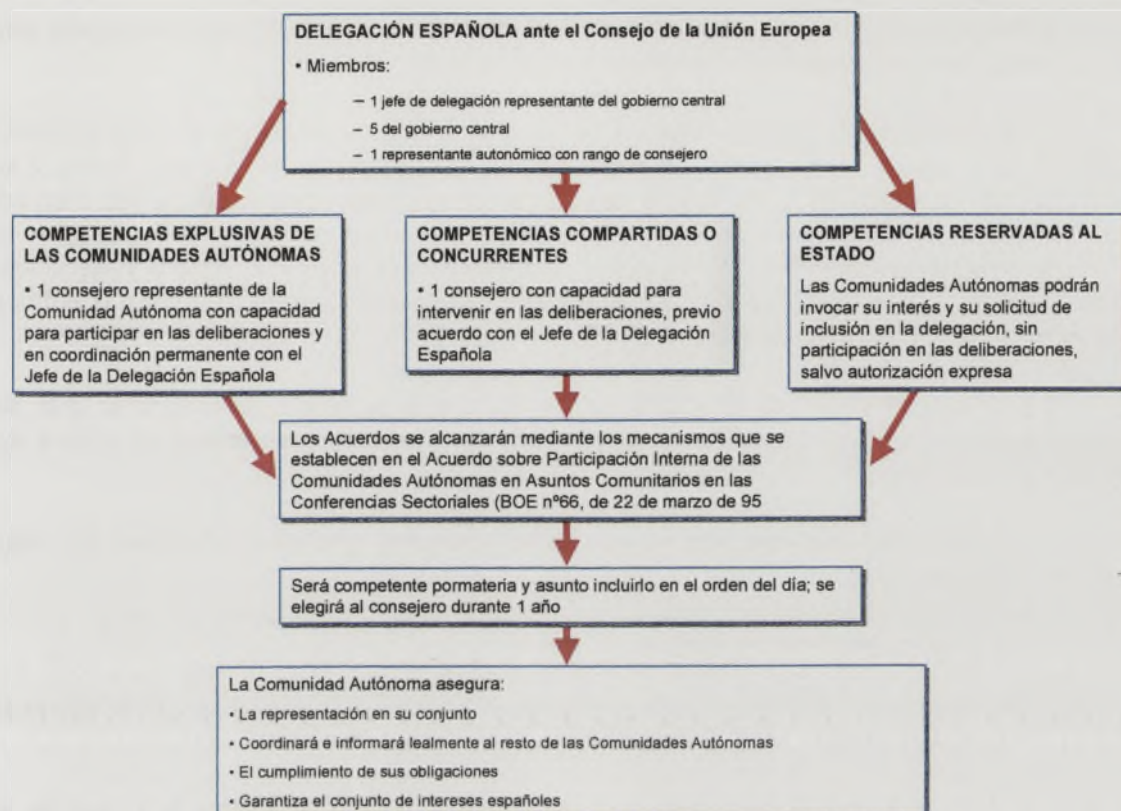 DELEGACIÓN ESPAÑOLA ante el Consejo de la Unión Europea
• Miembros:
– 1 jefe de delegación representante del gobierno central
– 5 del gobierno central
– 1 representante autonómico con rango de consejero
COMPETENCIAS EXPLUSIVAS DE
LAS COMUNIDADES AUTÓNOMAS
• 1 consejero representante de la
Comunidad Autónoma con capacidad
para participar en las deliberaciones y
en coordinación permanente con el
Jefe de la Delegación Española
COMPETENCIAS COMPARTIDAS O
CONCURRENTES
• 1 consejero con capacidad para
intervenir en las deliberaciones, previo
acuerdo con el Jefe de la Delegación
Española
COMPETENCIAS RESERVADAS AL
ESTADO
Las Comunidades Autónomas podrán
invocar su interés y su solicitud de
inclusión en la delegación, sin
participación en las deliberaciones,
salvo autorización expresa
Los Acuerdos se alcanzarán mediante los mecanismos que se
establecen en el Acuerdo sobre Participación Interna de las
Comunidades Autónomas en Asuntos Comunitarios en las
Conferencias Sectoriales (BOE nº66, de 22 de marzo de 95
Será competente pormateria y asunto incluirlo en el orden del día; se
elegirá al consejero durante 1 año
La Comunidad Autónoma asegura:
• La representación en su conjunto
• Coordinará e informará lealmente al resto de las Comunidades Autónomas
• El cumplimiento de sus obligaciones
• Garantiza el conjunto de intereses españoles